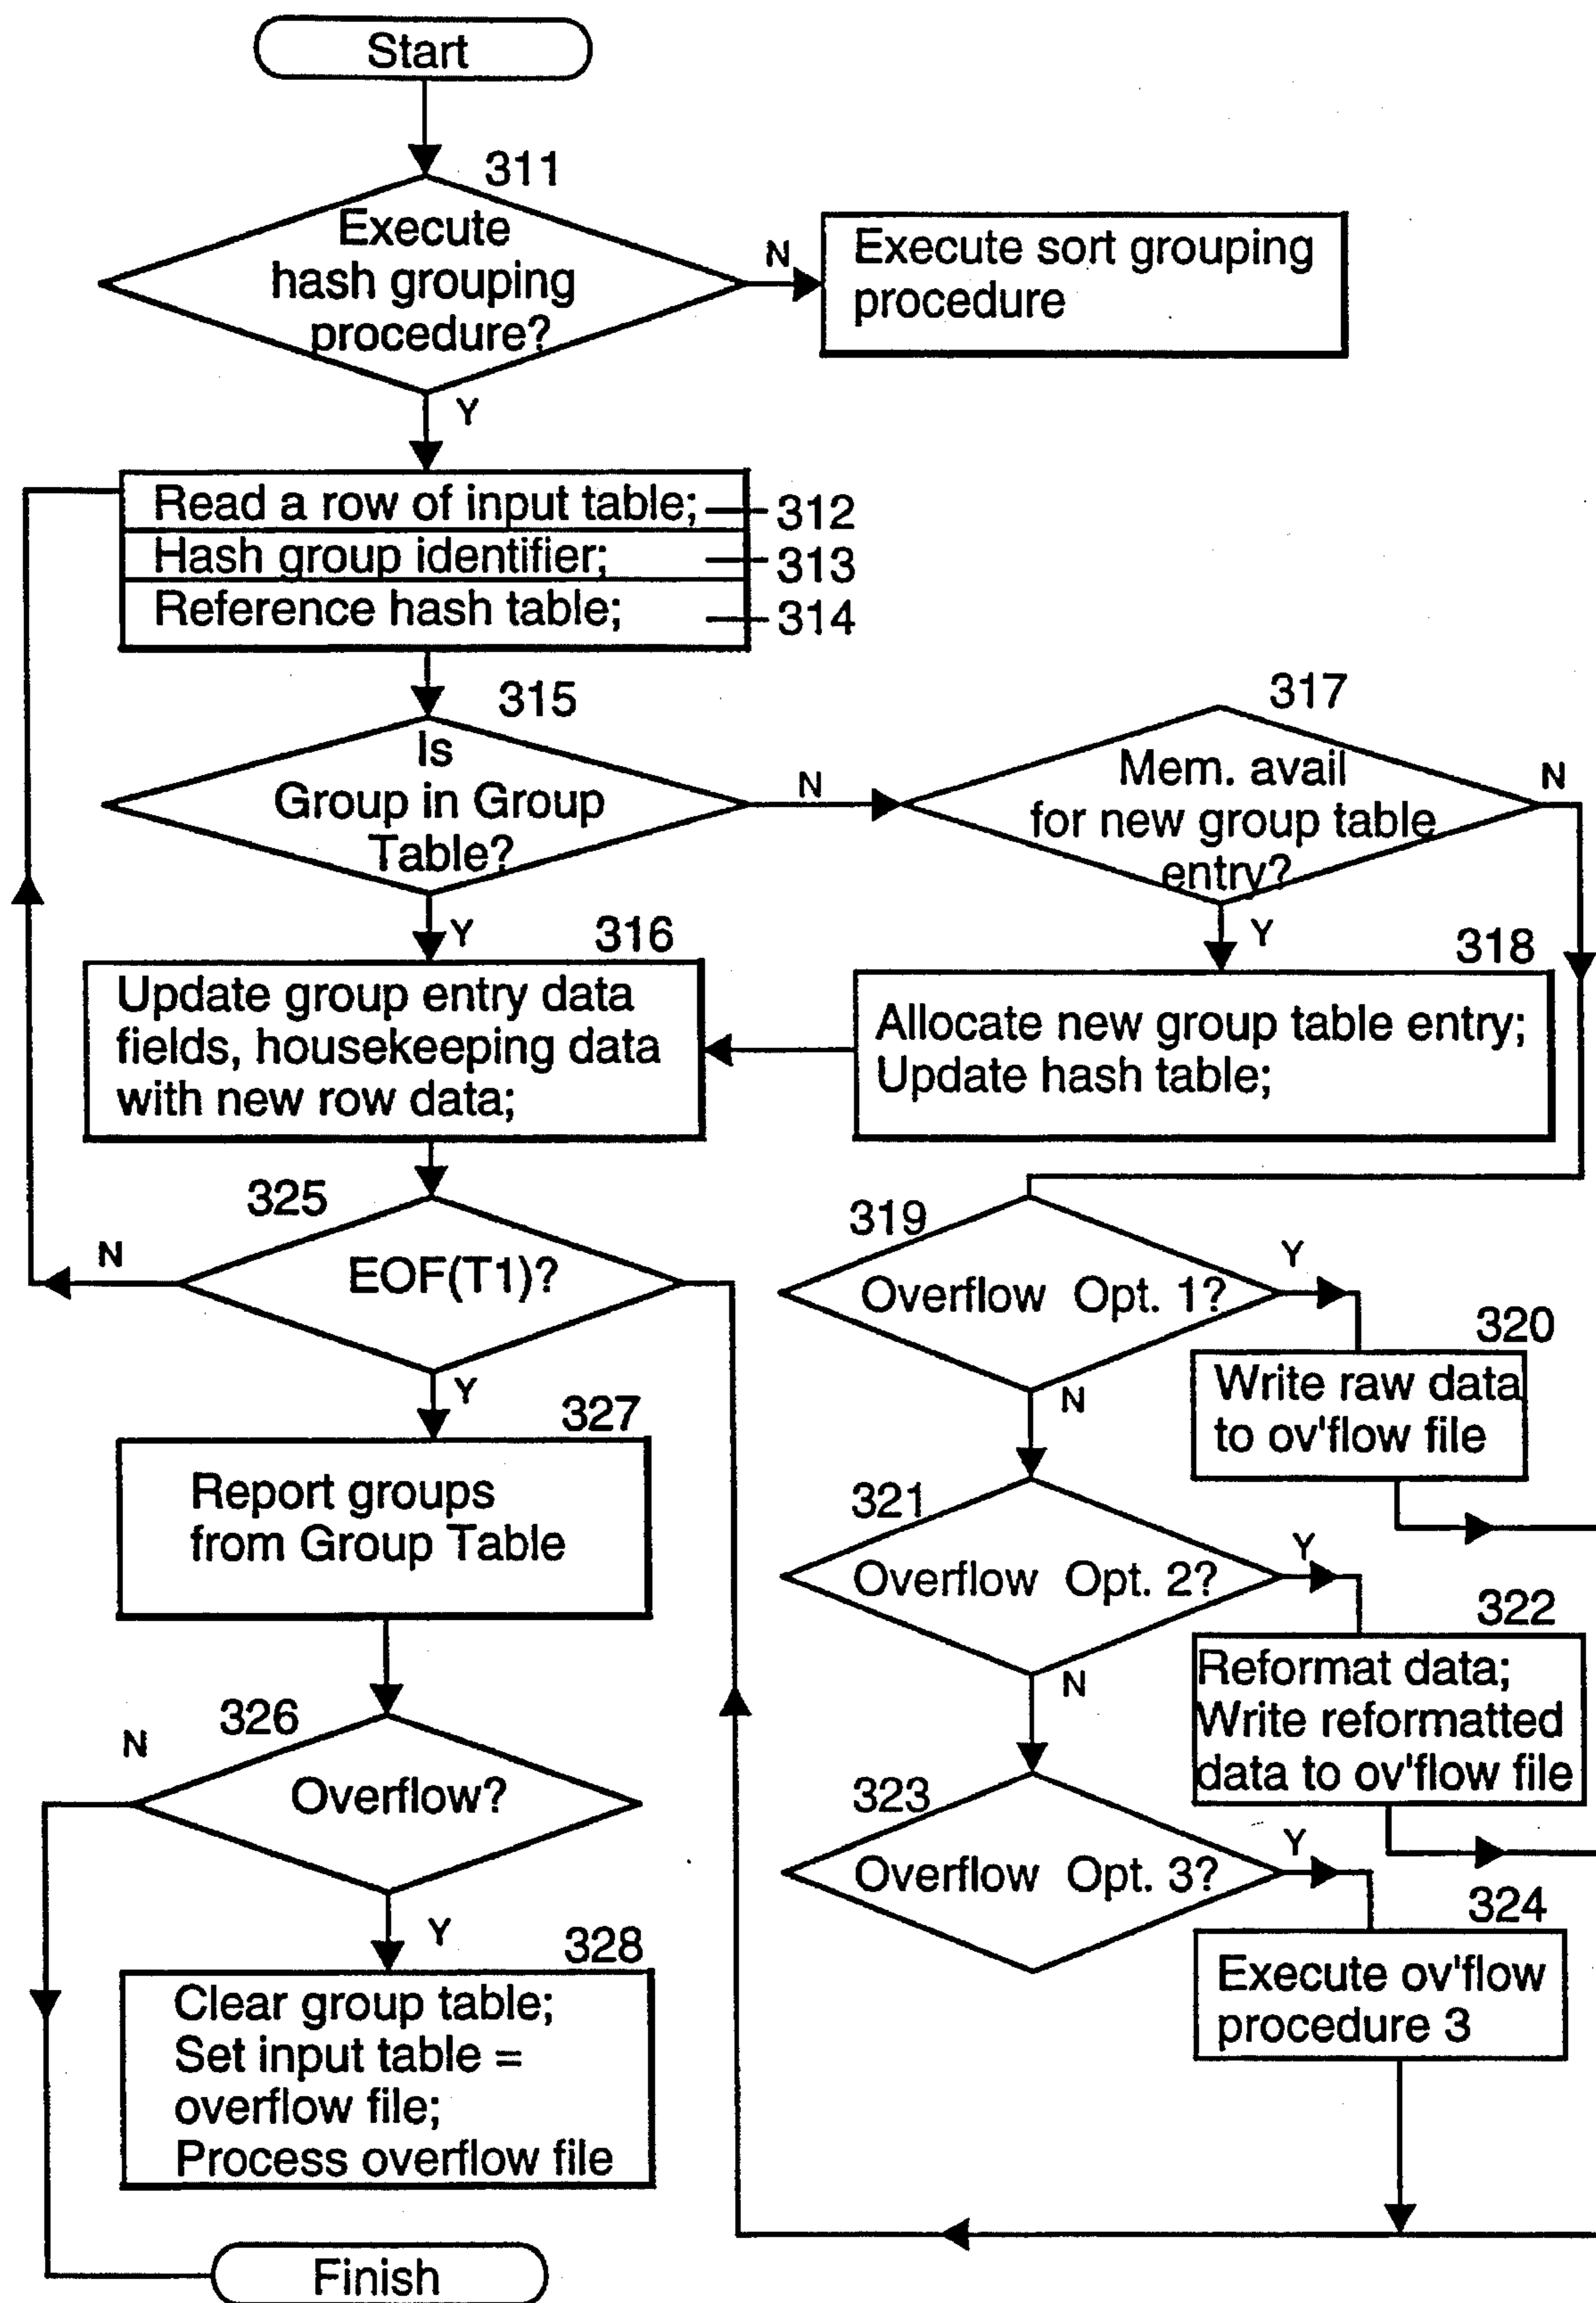 Start
311
Execute
hash grouping
procedure?
N
Execute sort grouping
procedure
Y
Read a row of input table;
312
Hash group identifier;
313
Reference hash table;
314
315
Is
Group in Group
Table?
N
317
Mem. avail
for new group table
entry?
N
Y
316
Update group entry data
fields, housekeeping data
with new row data;
Y
318
Allocate new group table entry;
Update hash table;
325
EOF(T1)?
N
Y
319
Overflow Opt. 1?
Y
320
Write raw data
to ov'flow file
N
327
Report groups
from Group Table
321
Overflow Opt. 2?
Y
322
Reformat data;
Write reformatted
data to ov'flow file
N
326
Overflow?
N
Y
323
Overflow Opt. 3?
Y
324
Execute ov'flow
procedure 3
328
Clear group table;
Set input table =
overflow file;
Process overflow file
Finish